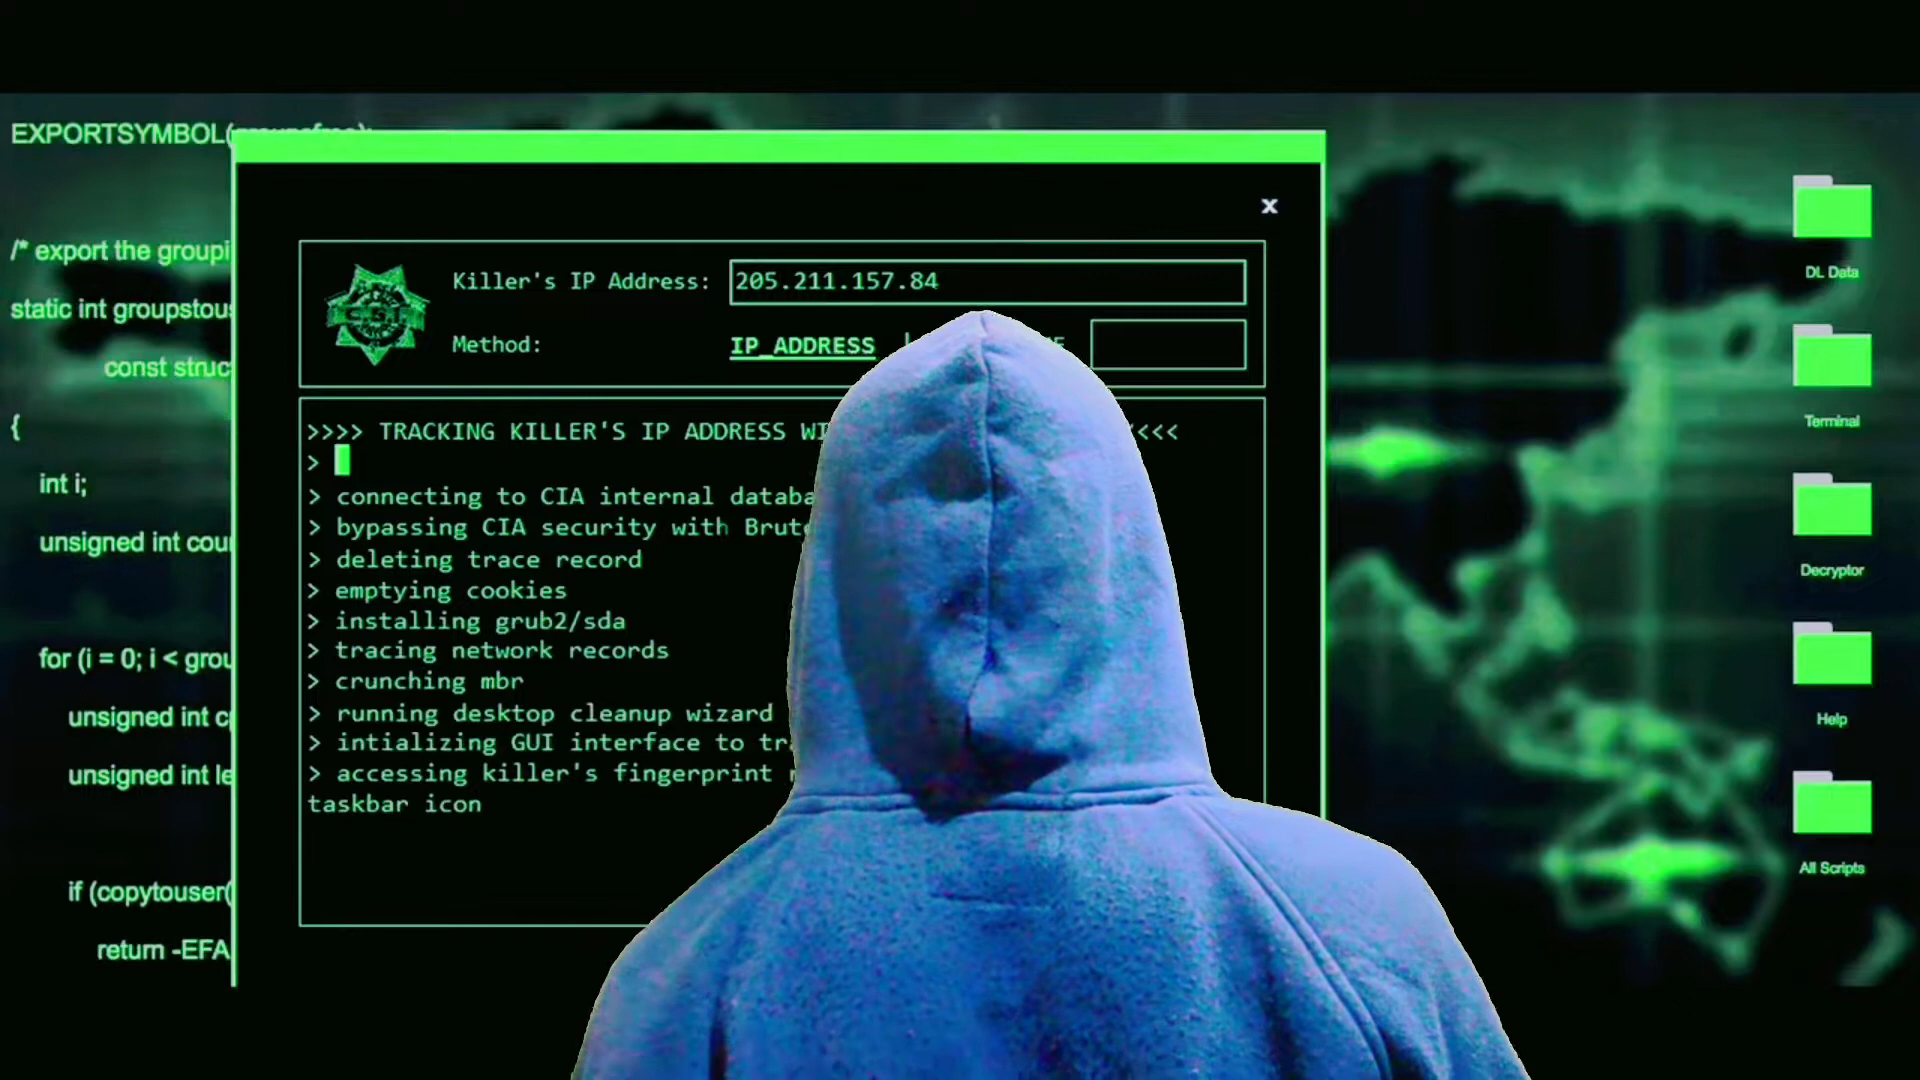 EXPORTSYMBOL(groupsfree);
/* export the groupi
static int groupstous
const struc
{
int i;
unsigned int cou
for (i = 0; i < grou
unsigned int c
unsigned int le
if (copytouser(
return -EFA
x
Killer's IP Address: 205.211.157.84
Method: IP_ADDRESS
>>>> TRACKING KILLER'S IP ADDRESS WI <<<
>
> connecting to CIA internal databa
> bypassing CIA security with Brute
> deleting trace record
> emptying cookies
> installing grub2/sda
> tracing network records
> crunching mbr
> running desktop cleanup wizard
> intializing GUI interface to tra
> accessing killer's fingerprint
taskbar icon
DL Data
Terminal
Decryptor
Help
All Scripts